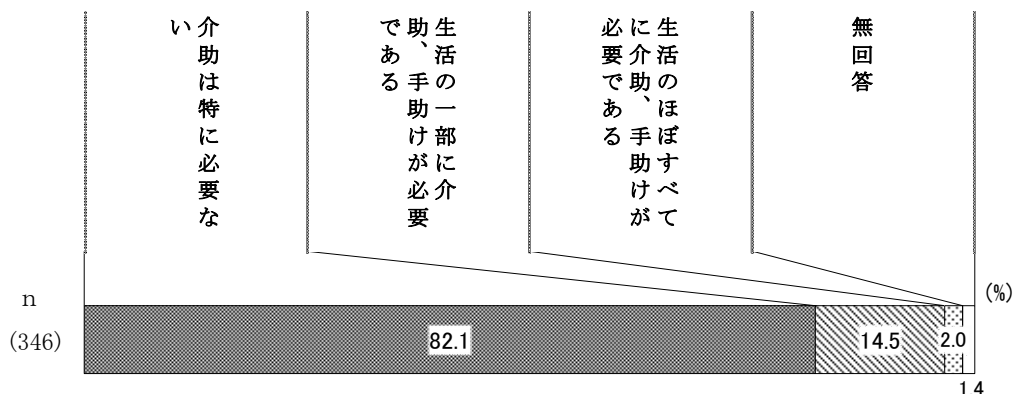 介助は特に必要な
い
生活の一部に介
助、手助けが必要
である
生活のほぼすべて
に介助、手助けが
必要である
無回答
n
(%)
(346)
82.1
14.5
2.0
1.4